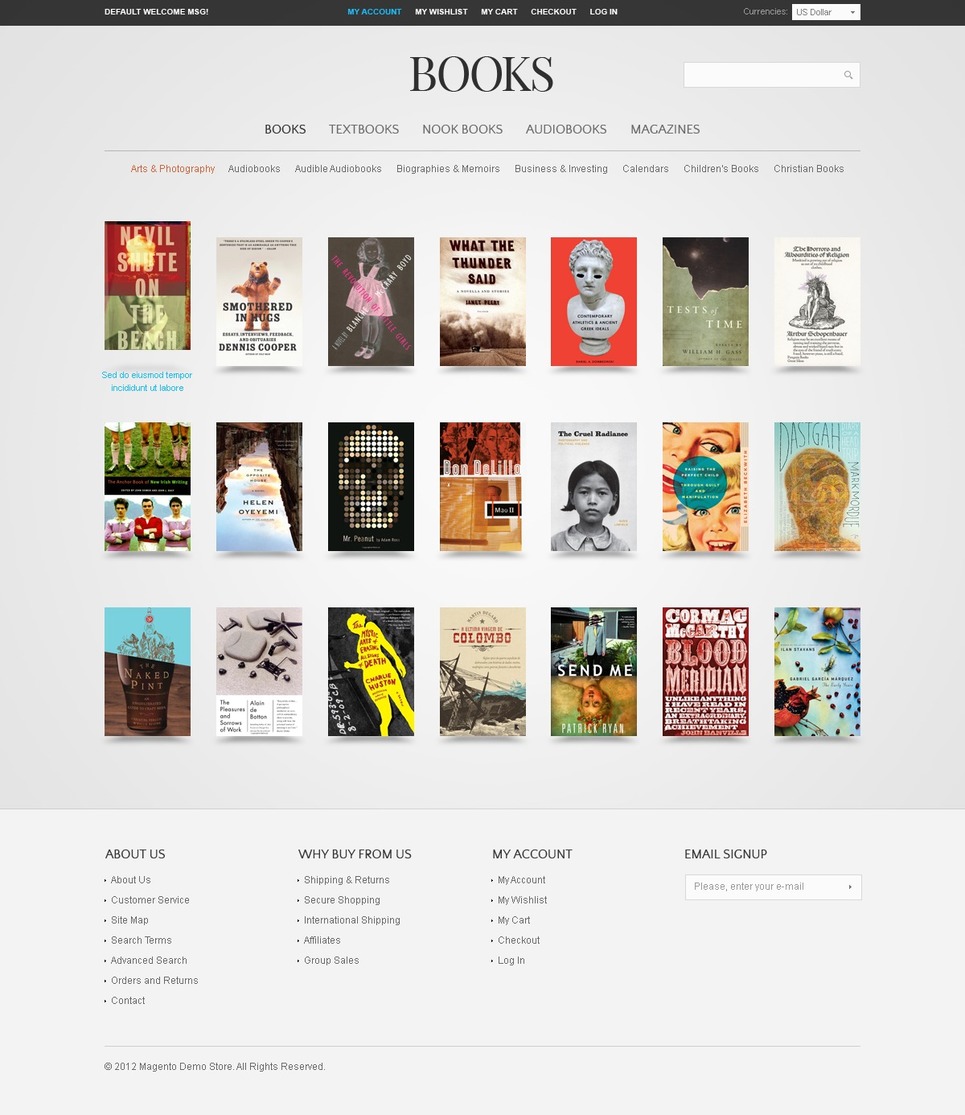 DEFAULT WELCOME MSG!
MY ACCOUNT MY WISHLIST MY CART CHECKOUT LOG IN
Currencies: US Dollar
BOOKS
BOOKS TEXTBOOKS NOOK BOOKS AUDIOBOOKS MAGAZINES
Arts & Photography Audiobooks Audible Audiobooks Biographies & Memoirs Business & Investing Calendars Children's Books Christian Books
NEVIL
SHUTE
ON
THE
BEACH
SMOTHERED
IN HUGS
ESSAYS, INTERVIEWS, FEEDBACK,
AND OBITUARIES
DENNIS COOPER
WHAT THE
THUNDER
SAID
A NOVELLA AND STORIES
JANET PEERY
CONTEMPORARY
ATHLETICS & ANCIENT
GREEK IDEALS
TESTS of
TIME
WILLIAM H. GASS
The Horrors and
Absurdities of Religion
Arthur Schopenhauer
Sed do eiusmod tempor
incididunt ut labore
The Anchor Book of New Irish Writing
THE
OPPOSITE
HOUSE
HELEN
OYEYEMI
Mr. Peanut by Adam Ross
Don DeLillo
Mao II
The Cruel Radiance
RAISING THE
PERFECT CHILD
THROUGH GUILT AND
MANIPULATION
ELIZABETH BECKWITH
DASTGAH
MARK MORDUE
THE
NAKED
PINT
The
Pleasures
and
Sorrows
of Work
Alain
de
Botton
The
MYSTIC
ARTS of
ERASING
ALL SIGNS
of DEATH
CHARLIE
HUSTON
COLOMBO
SEND ME
PATRICK RYAN
CORMAC
McCARTHY
BLOOD
MERIDIAN
UNLIKE ANYTHING
I HAVE READ IN
RECENT YEARS,
AN EXTRAORDINARY,
BREATHTAKING
ACHIEVEMENT
JOHN BANVILLE
ILAN STAVANS
GABRIEL GARCÍA MÁRQUEZ
The Early Years
ABOUT US
About Us
Customer Service
Site Map
Search Terms
Advanced Search
Orders and Returns
Contact
WHY BUY FROM US
Shipping & Returns
Secure Shopping
International Shipping
Affiliates
Group Sales
MY ACCOUNT
My Account
My Wishlist
My Cart
Checkout
Log In
EMAIL SIGNUP
Please, enter your e-mail
© 2012 Magento Demo Store. All Rights Reserved.